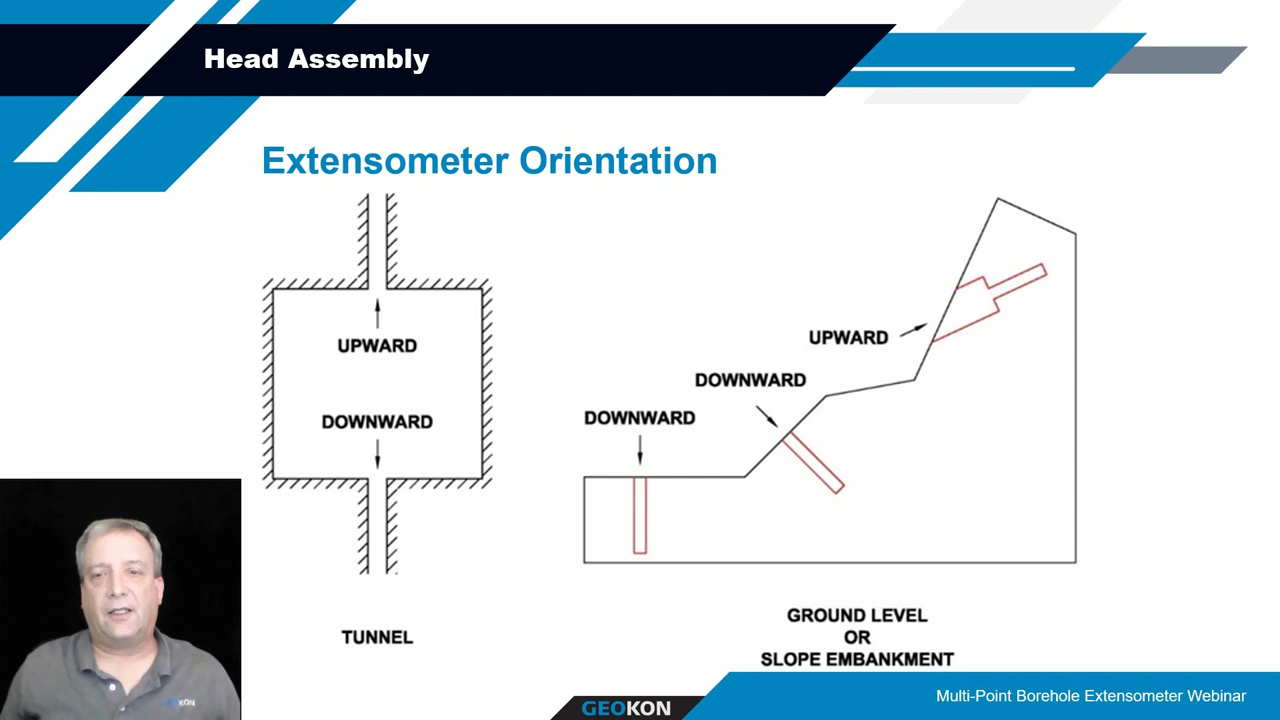 Head Assembly
Extensometer Orientation
UPWARD
DOWNWARD
TUNNEL
UPWARD
DOWNWARD
DOWNWARD
GROUND LEVEL
OR
SLOPE EMBANKMENT
GEOKON
GEOKON
Multi-Point Borehole Extensometer Webinar